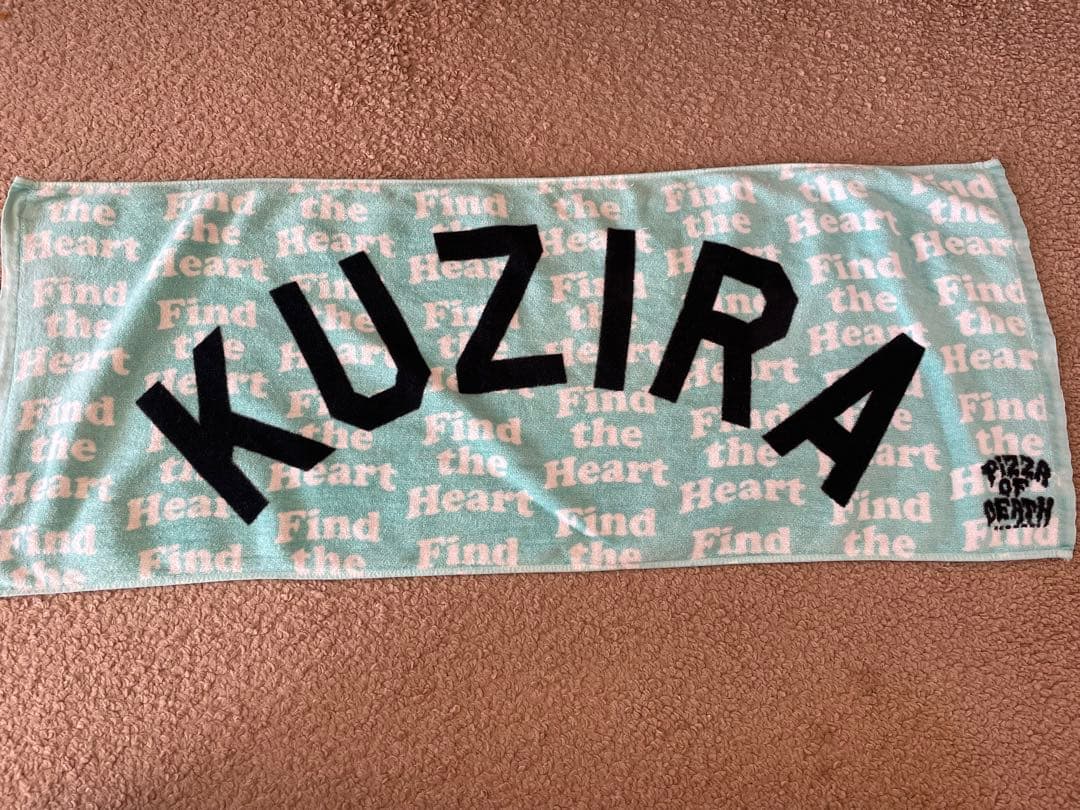 KUZIRA
Find
the
Heart
PIZZA
OF
DEATH